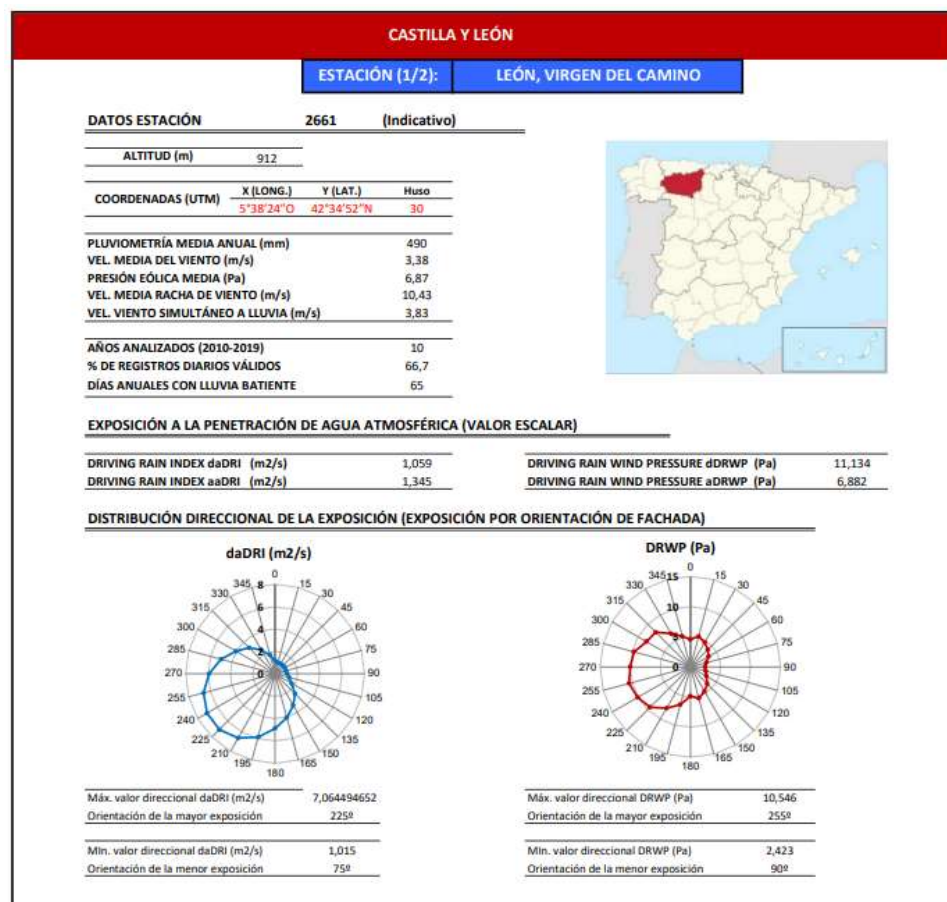 CASTILLA Y LEÓN
ESTACIÓN (1/2): LEÓN, VIRGEN DEL CAMINO
DATOS ESTACIÓN 2661 (Indicativo)
ALTITUD (m) 912
COORDENADAS (UTM) X (LONG.) Y (LAT.) Huso
5°38'24''O 42°34'52''N 30
PLUVIOMETRÍA MEDIA ANUAL (mm) 490
VEL. MEDIA DEL VIENTO (m/s) 3,38
PRESIÓN EÓLICA MEDIA (Pa) 6,87
VEL. MEDIA RACHA DE VIENTO (m/s) 10,43
VEL. VIENTO SIMULTÁNEO A LLUVIA (m/s) 3,83
AÑOS ANALIZADOS (2010-2019) 10
% DE REGISTROS DIARIOS VÁLIDOS 66,7
DÍAS ANUALES CON LLUVIA BATIENTE 65
EXPOSICIÓN A LA PENETRACIÓN DE AGUA ATMOSFÉRICA (VALOR ESCALAR)
DRIVING RAIN INDEX daDRI (m2/s) 1,059 DRIVING RAIN WIND PRESSURE dDRWP (Pa) 11,134
DRIVING RAIN INDEX aaDRI (m2/s) 1,345 DRIVING RAIN WIND PRESSURE aDRWP (Pa) 6,882
DISTRIBUCIÓN DIRECCIONAL DE LA EXPOSICIÓN (EXPOSICIÓN POR ORIENTACIÓN DE FACHADA)
daDRI (m2/s)
0 15 30 45 60 75 90 105 120 135 150 165 180 195 210 225 240 255 270 285 300 315 330 345
8
6
4
2
0
DRWP (Pa)
0 15 30 45 60 75 90 105 120 135 150 165 180 195 210 225 240 255 270 285 300 315 330 345
15
10
5
0
Máx. valor direccional daDRI (m2/s) 7,064494652 Máx. valor direccional DRWP (Pa) 10,546
Orientación de la mayor exposición 225º Orientación de la mayor exposición 255º
MIn. valor direccional daDRI (m2/s) 1,015 MIn. valor direccional DRWP (Pa) 2,423
Orientación de la menor exposición 75º Orientación de la menor exposición 90º